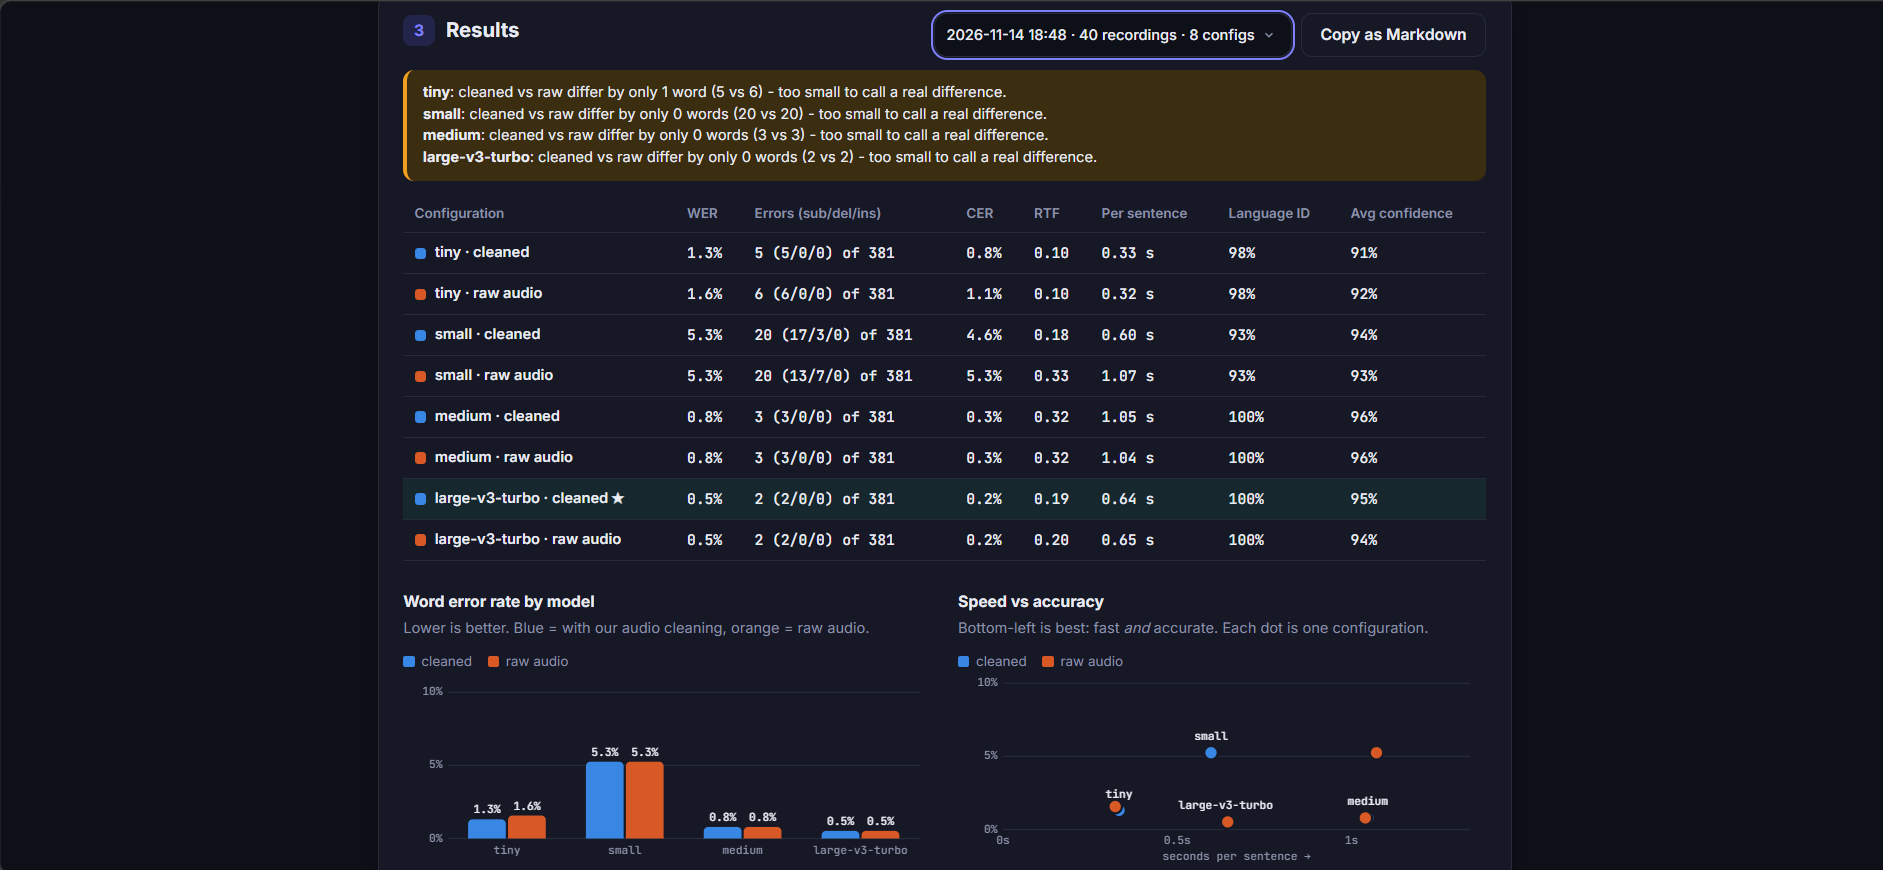 3 Results
2026-11-14 18:48 · 40 recordings · 8 configs
Copy as Markdown
tiny: cleaned vs raw differ by only 1 word (5 vs 6) - too small to call a real difference.
small: cleaned vs raw differ by only 0 words (20 vs 20) - too small to call a real difference.
medium: cleaned vs raw differ by only 0 words (3 vs 3) - too small to call a real difference.
large-v3-turbo: cleaned vs raw differ by only 0 words (2 vs 2) - too small to call a real difference.
Configuration WER Errors (sub/del/ins) CER RTF Per sentence Language ID Avg confidence
tiny · cleaned 1.3% 5 (5/0/0) of 381 0.8% 0.10 0.33 s 98% 91%
tiny · raw audio 1.6% 6 (6/0/0) of 381 1.1% 0.10 0.32 s 98% 92%
small · cleaned 5.3% 20 (17/3/0) of 381 4.6% 0.18 0.60 s 93% 94%
small · raw audio 5.3% 20 (13/7/0) of 381 5.3% 0.33 1.07 s 93% 93%
medium · cleaned 0.8% 3 (3/0/0) of 381 0.3% 0.32 1.05 s 100% 96%
medium · raw audio 0.8% 3 (3/0/0) of 381 0.3% 0.32 1.04 s 100% 96%
large-v3-turbo · cleaned ★ 0.5% 2 (2/0/0) of 381 0.2% 0.19 0.64 s 100% 95%
large-v3-turbo · raw audio 0.5% 2 (2/0/0) of 381 0.2% 0.20 0.65 s 100% 94%
Word error rate by model
Lower is better. Blue = with our audio cleaning, orange = raw audio.
cleaned raw audio
10%
5.3% 5.3%
5%
1.3% 1.6%
0.8% 0.8%
0.5% 0.5%
0%
tiny small medium large-v3-turbo
Speed vs accuracy
Bottom-left is best: fast and accurate. Each dot is one configuration.
cleaned raw audio
10%
small
5%
tiny
large-v3-turbo
medium
0%
0s 0.5s 1s
seconds per sentence →